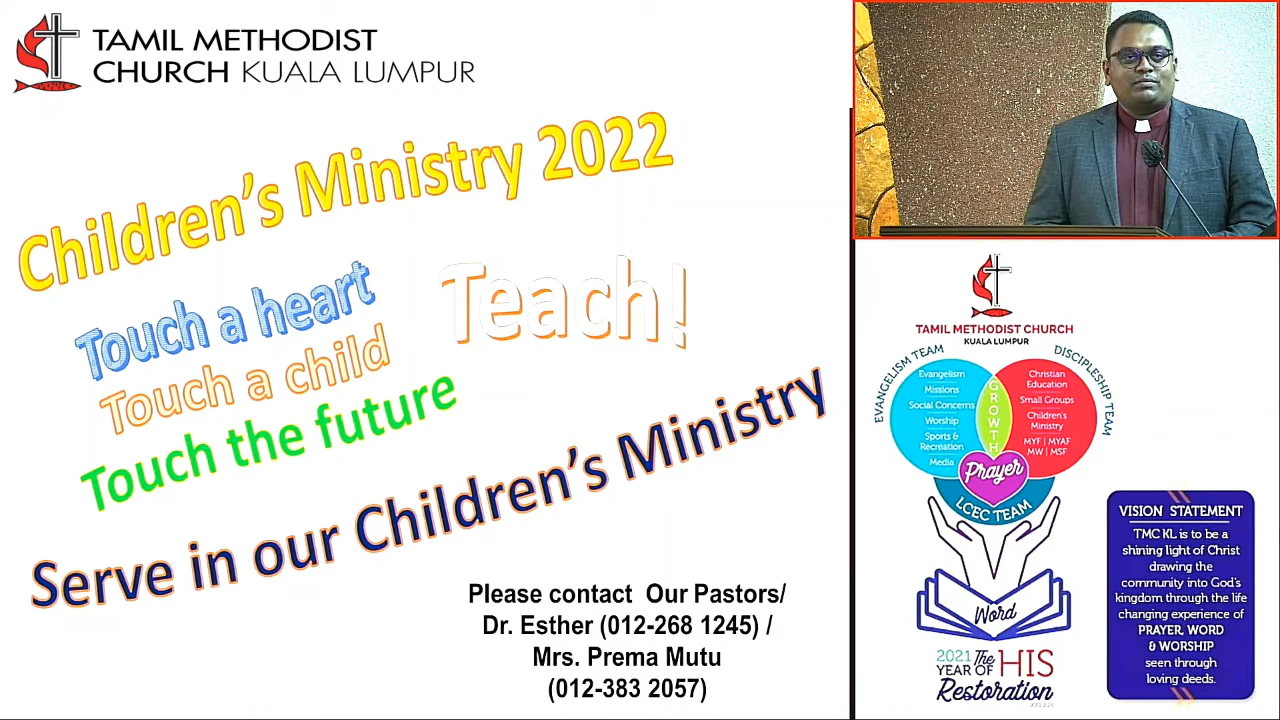 TAMIL METHODIST
CHURCH KUALA LUMPUR
Children's Ministry 2022
Touch a heart
Touch a child
Touch the future
Teach!
Serve in our Children's Ministry
Please contact Our Pastors/
Dr. Esther (012-268 1245) /
Mrs. Prema Mutu
(012-383 2057)
TAMIL METHODIST CHURCH
KUALA LUMPUR
EVANGELISM TEAM
DISCIPLESHIP TEAM
Evangelism
Missions
Social Concerns
Worship
Sports &
Recreation
Media
GROWTH
Christian
Education
Small Groups
Children's
Ministry
MYF | MYAF
MW | MSF
Prayer
LCEC TEAM
Word
2021 The
YEAR OF HIS
Restoration
VISION STATEMENT
TMC KL is to be a
shining light of Christ
drawing the
community into God's
kingdom through the life
changing experience of
PRAYER, WORD
& WORSHIP
seen through
loving deeds.